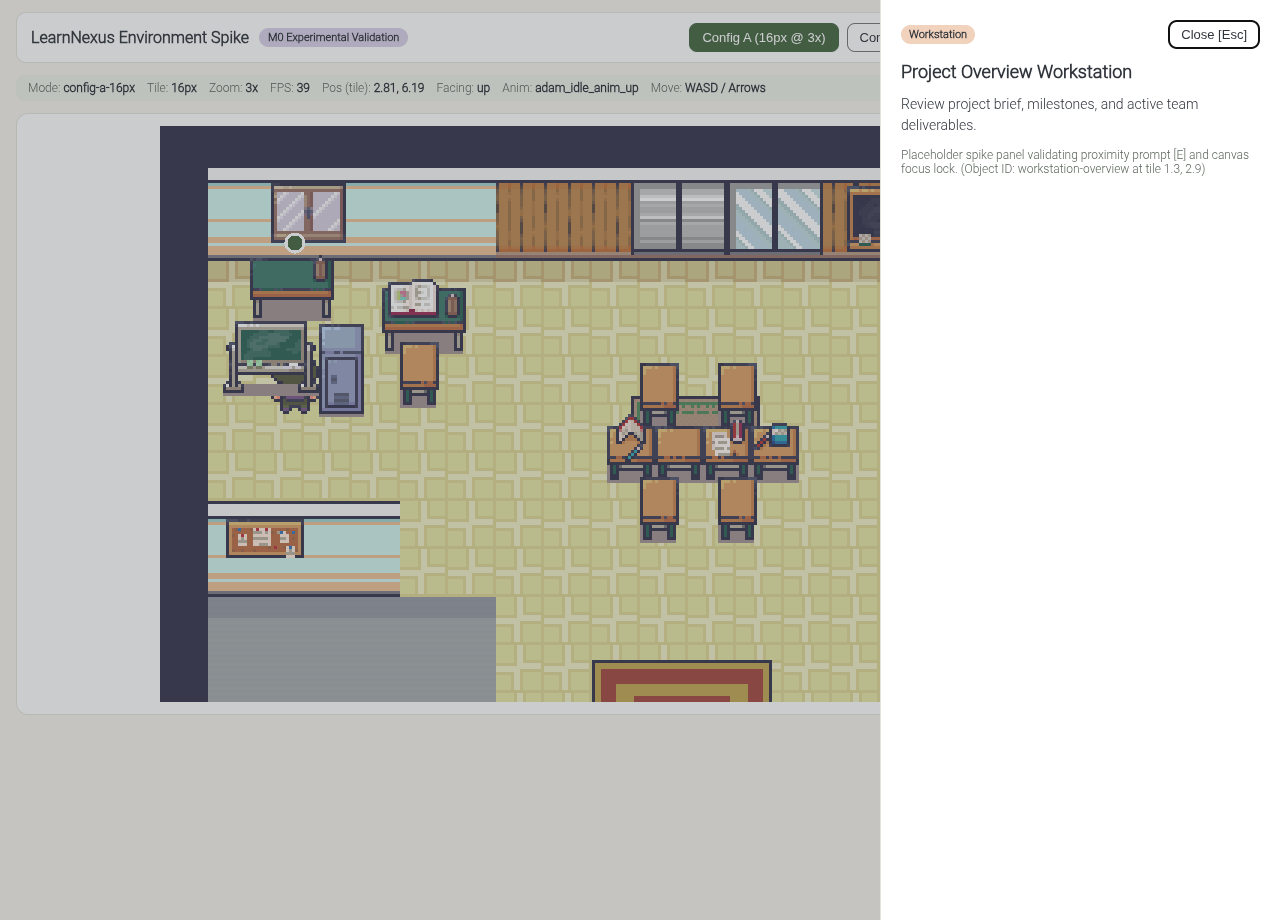 LearnNexus Environment Spike
M0 Experimental Validation
Config A (16px @ 3x)
Con
Mode: config-a-16px Tile: 16px Zoom: 3x FPS: 39 Pos (tile): 2.81, 6.19 Facing: up Anim: adam_idle_anim_up Move: WASD / Arrows
Workstation
Close [Esc]
Project Overview Workstation
Review project brief, milestones, and active team
deliverables.
Placeholder spike panel validating proximity prompt [E] and canvas
focus lock. (Object ID: workstation-overview at tile 1.3, 2.9)